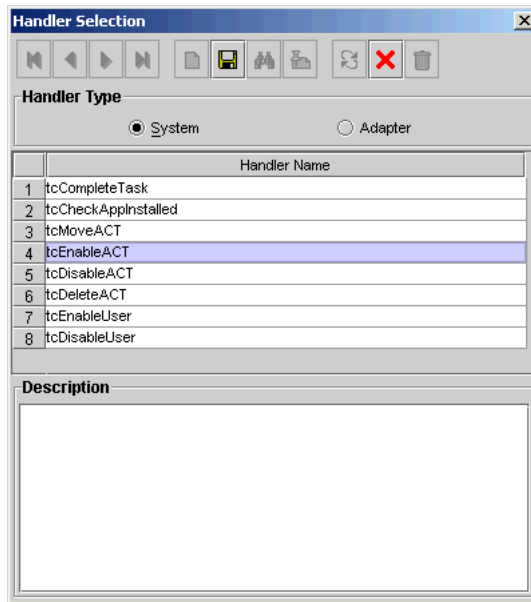 Handler Selection
Handler Type
System
Adapter
Handler Name
1 tcCompleteTask
2 tcCheckAppInstalled
3 tcMoveACT
4 tcEnableACT
5 tcDisableACT
6 tcDeleteACT
7 tcEnableUser
8 tcDisableUser
Description